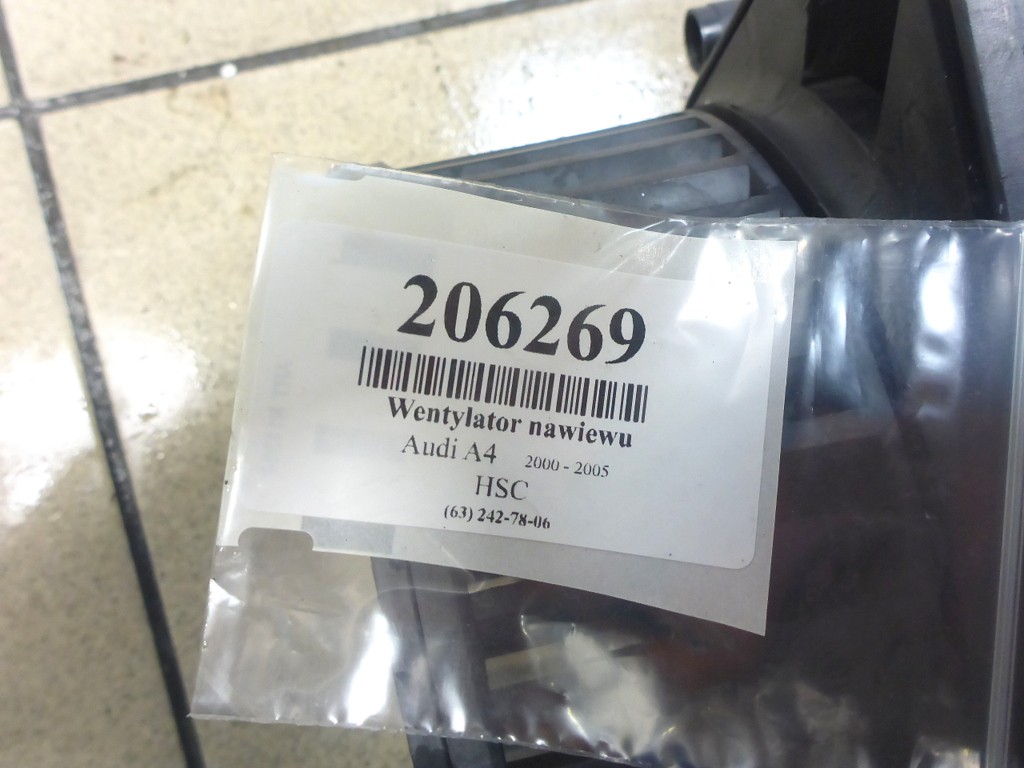 206269
Wentylator nawiewu
Audi A4 2000 - 2005
HSC
(63) 242-78-06